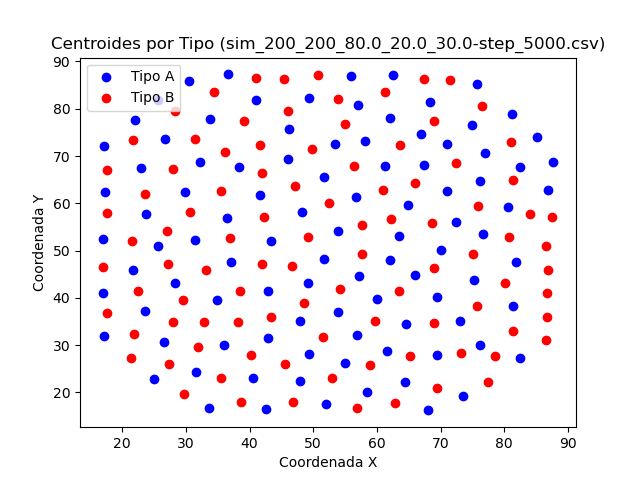 Centroides por Tipo (sim_200_200_80.0_20.0_30.0-step_5000.csv)
Tipo A
Tipo B
90
80
70
60
50
40
30
20
Coordenada Y
20 30 40 50 60 70 80 90
Coordenada X